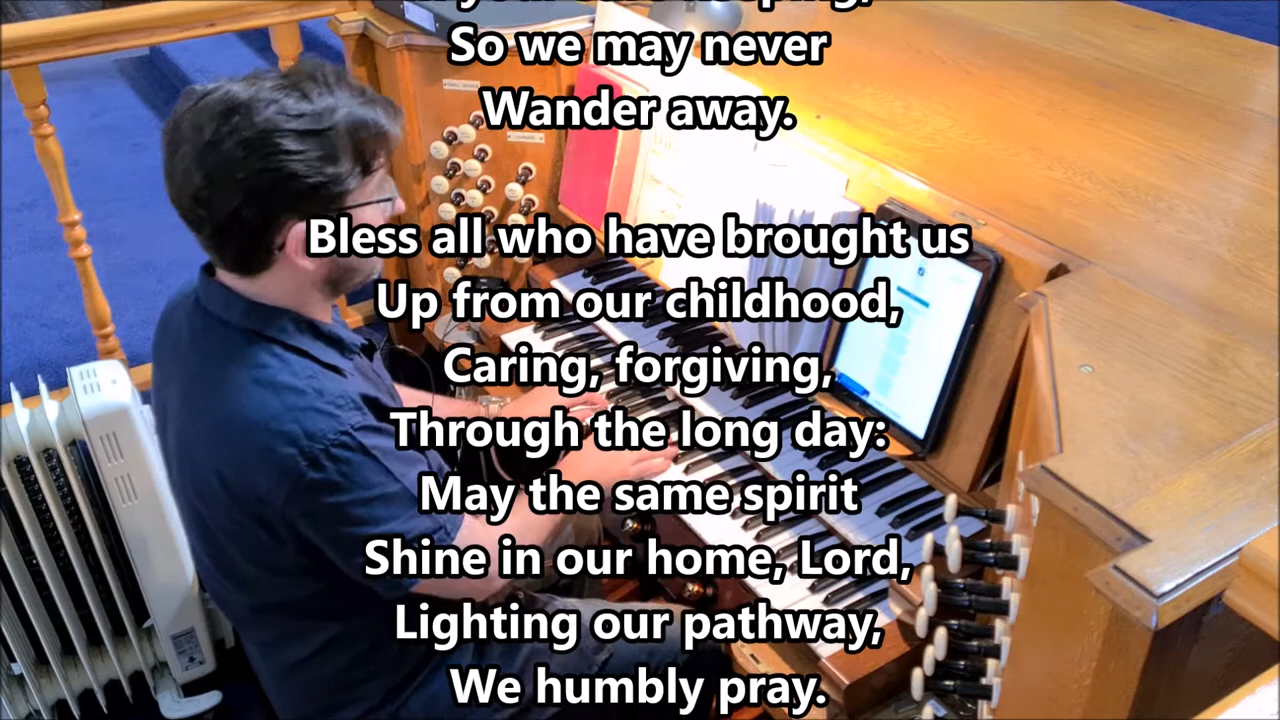 So we may never
Wander away.
Bless all who have brought us
Up from our childhood,
Caring, forgiving,
Through the long day:
May the same spirit
Shine in our home, Lord,
Lighting our pathway,
We humbly pray.